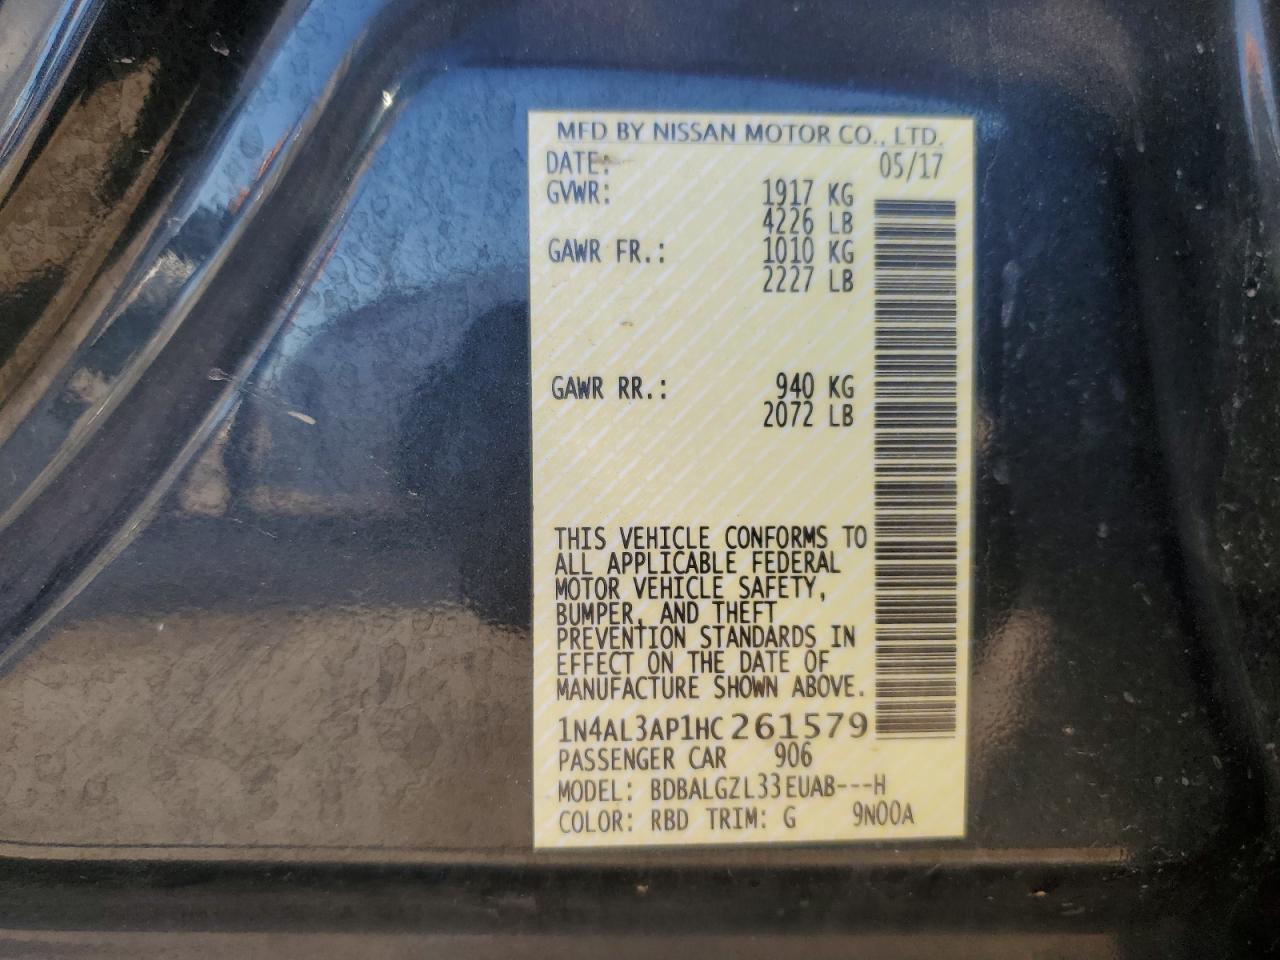 MFD BY NISSAN MOTOR CO., LTD.
DATE: 05/17
GVWR: 1917 KG
4226 LB
GAWR FR.: 1010 KG
2227 LB
GAWR RR.: 940 KG
2072 LB
THIS VEHICLE CONFORMS TO
ALL APPLICABLE FEDERAL
MOTOR VEHICLE SAFETY,
BUMPER, AND THEFT
PREVENTION STANDARDS IN
EFFECT ON THE DATE OF
MANUFACTURE SHOWN ABOVE.
1N4AL3AP1HC261579
PASSENGER CAR 906
MODEL: BDBALGZL33EUAB---H
COLOR: RBD TRIM: G 9N00A